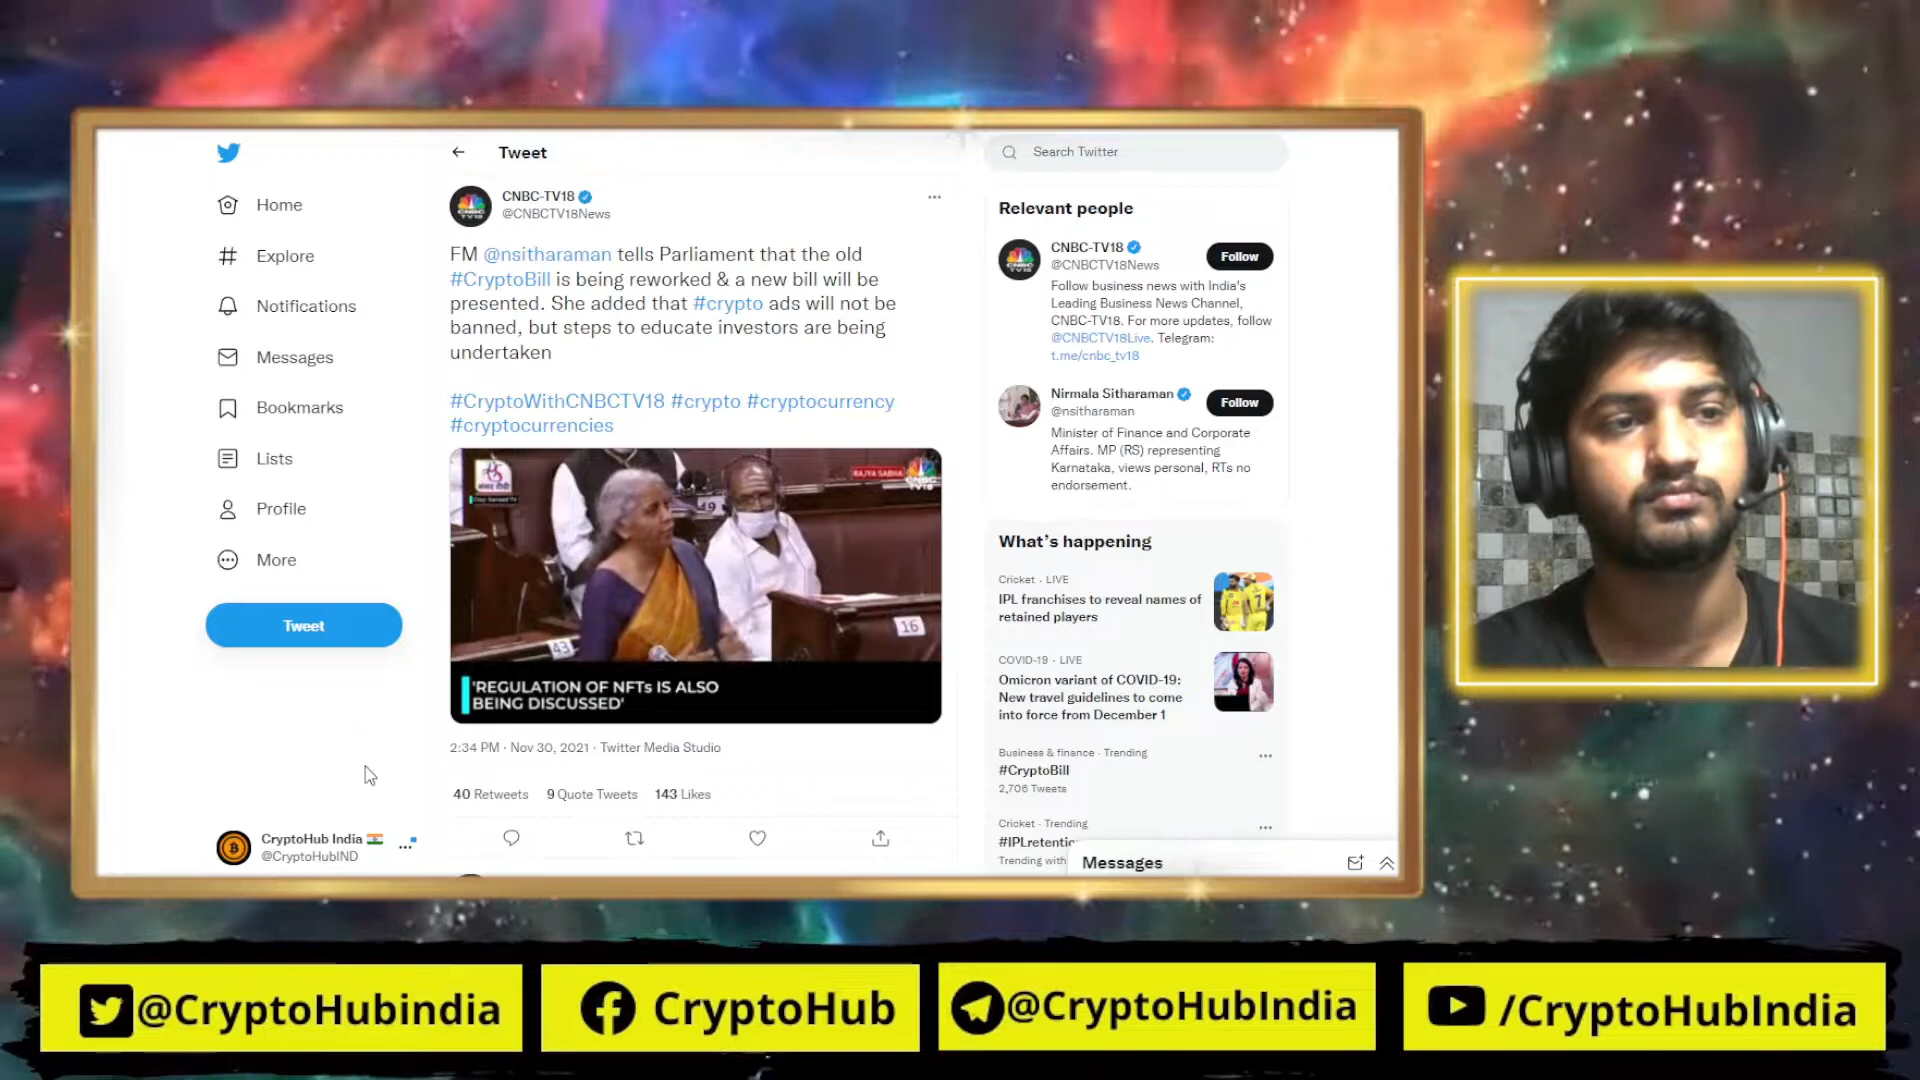 Tweet
Search Twitter
Home
Explore
Notifications
Messages
Bookmarks
Lists
Profile
More
Tweet
CryptoHub India
@CryptoHubIND
CNBC-TV18
@CNBCTV18News
FM @nsitharaman tells Parliament that the old
#CryptoBill is being reworked & a new bill will be
presented. She added that #crypto ads will not be
banned, but steps to educate investors are being
undertaken
#CryptoWithCNBCTV18 #crypto #cryptocurrency
#cryptocurrencies
RAJYA SABHA
49
43
16
'REGULATION OF NFTs IS ALSO
BEING DISCUSSED'
2:34 PM · Nov 30, 2021 · Twitter Media Studio
40 Retweets 9 Quote Tweets 143 Likes
Relevant people
CNBC-TV18
@CNBCTV18News
Follow
Follow business news with India's
Leading Business News Channel,
CNBC-TV18. For more updates, follow
@CNBCTV18Live. Telegram:
t.me/cnbc_tv18
Nirmala Sitharaman
@nsitharaman
Follow
Minister of Finance and Corporate
Affairs. MP (RS) representing
Karnataka, views personal, RTs no
endorsement.
What's happening
Cricket · LIVE
IPL franchises to reveal names of
retained players
COVID-19 · LIVE
Omicron variant of COVID-19:
New travel guidelines to come
into force from December 1
Business & finance · Trending
#CryptoBill
2,706 Tweets
Cricket · Trending
#IPLretentic
Trending with
Messages
@CryptoHubindia
CryptoHub
@CryptoHubIndia
/CryptoHubIndia